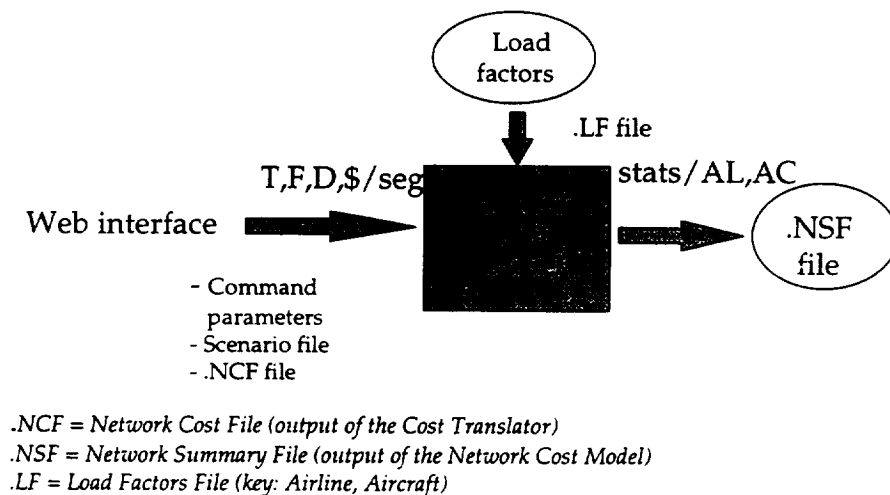 Load
factors
.LF file
T,F,D,$/seg
stats/AL,AC
Web interface
.NSF
file
- Command
parameters
- Scenario file
- .NCF file
.NCF = Network Cost File (output of the Cost Translator)
.NSF = Network Summary File (output of the Network Cost Model)
.LF = Load Factors File (key: Airline, Aircraft)